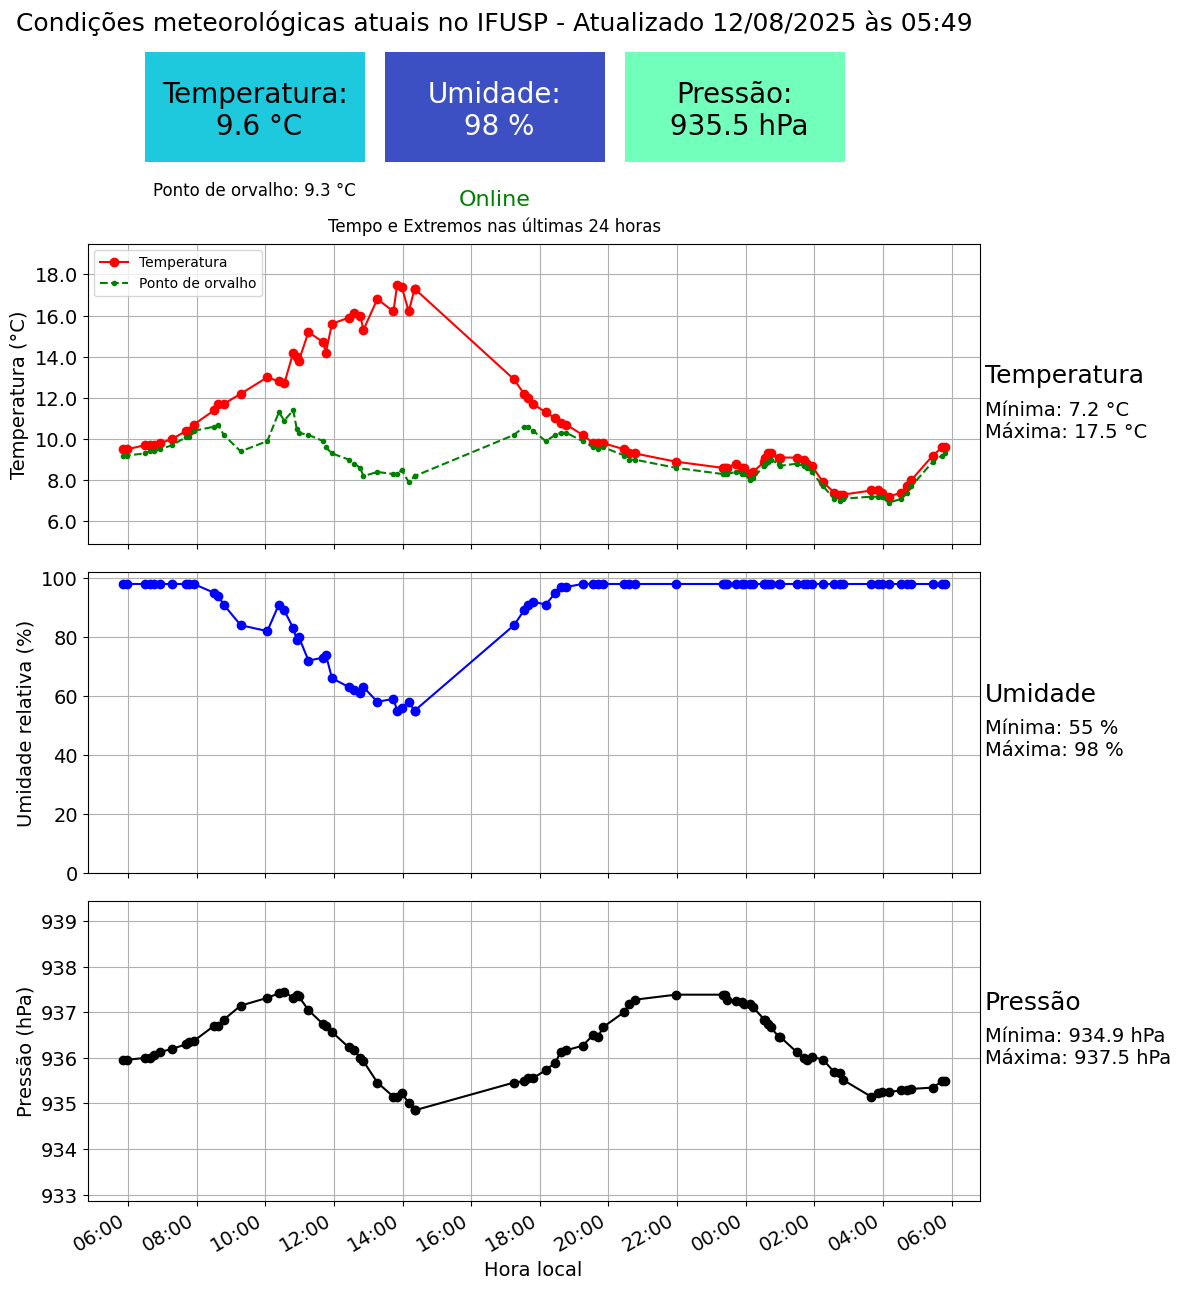 Condições meteorológicas atuais no IFUSP - Atualizado 12/08/2025 às 05:49
Temperatura:
9.6 °C
Umidade:
98 %
Pressão:
935.5 hPa
Ponto de orvalho: 9.3 °C
Online
Tempo e Extremos nas últimas 24 horas
Temperatura
Ponto de orvalho
Temperatura (°C)
18.0
16.0
14.0
12.0
10.0
8.0
6.0
Temperatura
Mínima: 7.2 °C
Máxima: 17.5 °C
Umidade relativa (%)
100
80
60
40
20
0
Umidade
Mínima: 55 %
Máxima: 98 %
Pressão (hPa)
939
938
937
936
935
934
933
Pressão
Mínima: 934.9 hPa
Máxima: 937.5 hPa
06:00 08:00 10:00 12:00 14:00 16:00 18:00 20:00 22:00 00:00 02:00 04:00 06:00
Hora local